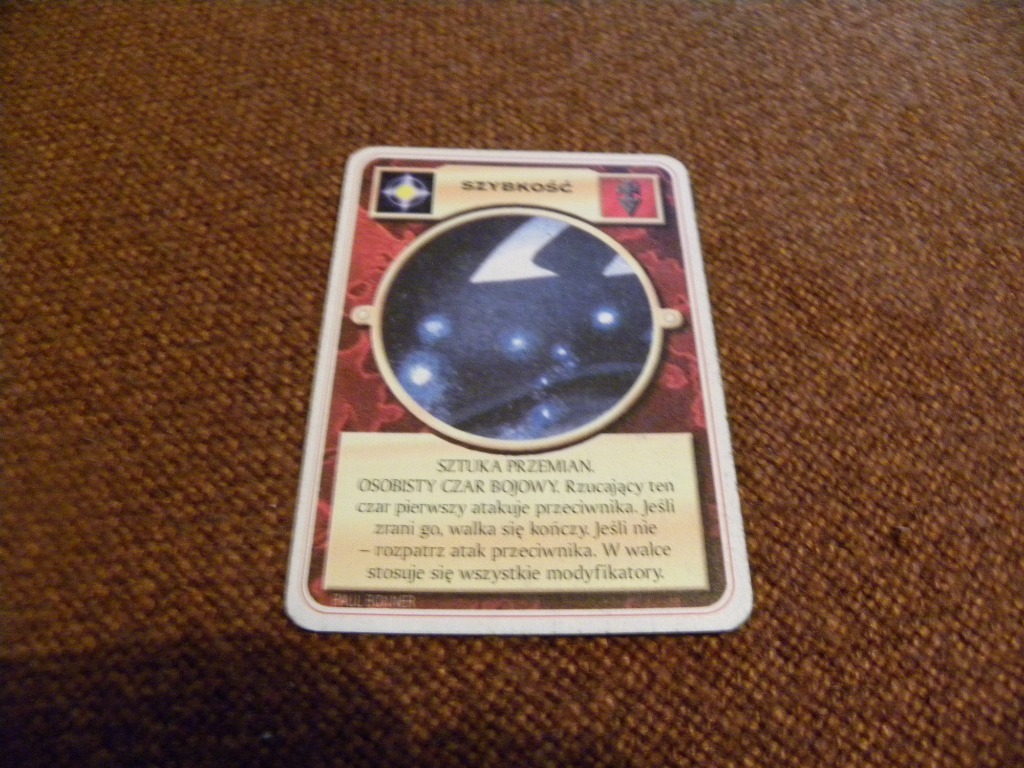 SZYBKOŚĆ
SZTUKA PRZEMIAN.
OSOBISTY CZAR BOJOWY. Rzucający ten
czar pierwszy atakuje przeciwnika. Jeśli
zrani go, walka się kończy. Jeśli nie
– rozpatrz atak przeciwnika. W walce
stosuje się wszystkie modyfikatory.
PAUL BONNER